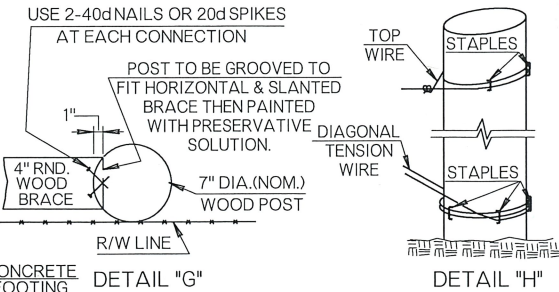 USE 2-40d NAILS OR 20d SPIKES
AT EACH CONNECTION
POST TO BE GROOVED TO
FIT HORIZONTAL & SLANTED
BRACE THEN PAINTED
WITH PRESERVATIVE
SOLUTION.
1"
4" RND.
WOOD
BRACE
7" DIA.(NOM.)
WOOD POST
R/W LINE
ONCRETE
FOOTING
DETAIL "G"
TOP
WIRE
STAPLES
DIAGONAL
TENSION
WIRE
STAPLES
DETAIL "H"